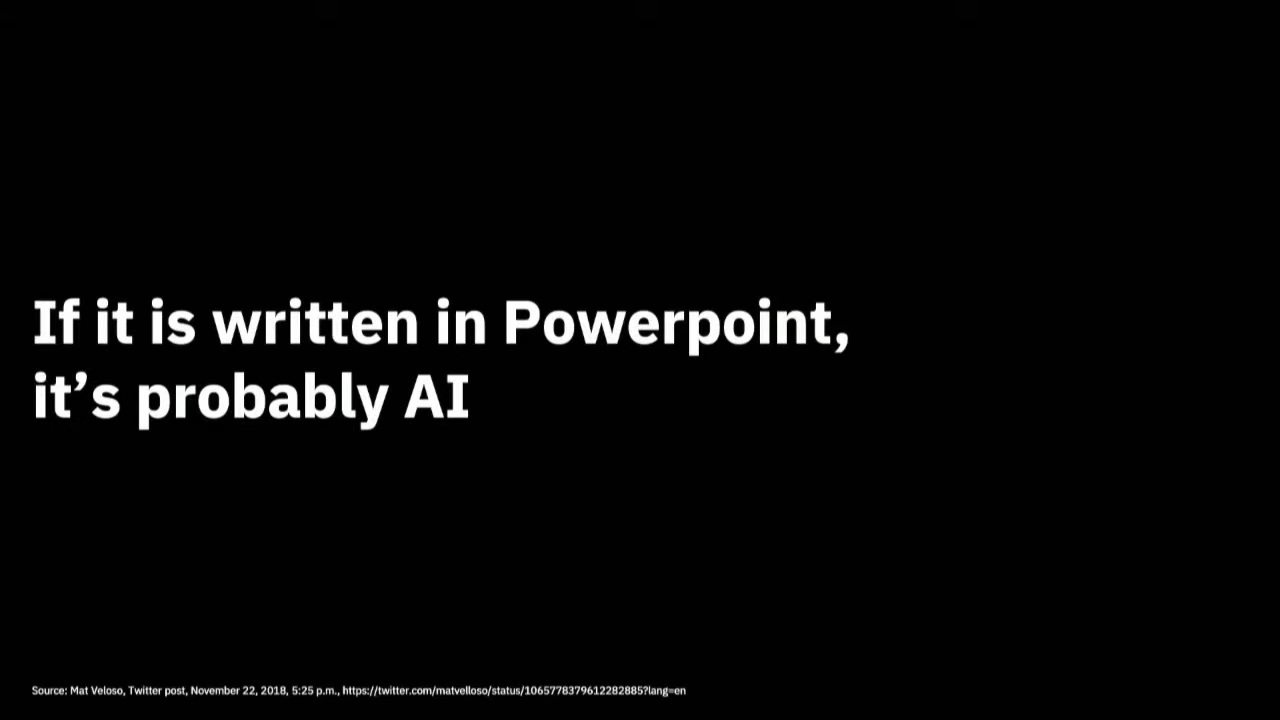 If it is written in Powerpoint,
it's probably AI
Source: Mat Veloso, Twitter post, November 22, 2018, 5:25 p.m., https://twitter.com/matvelloso/status/1065778379612282885?lang=en